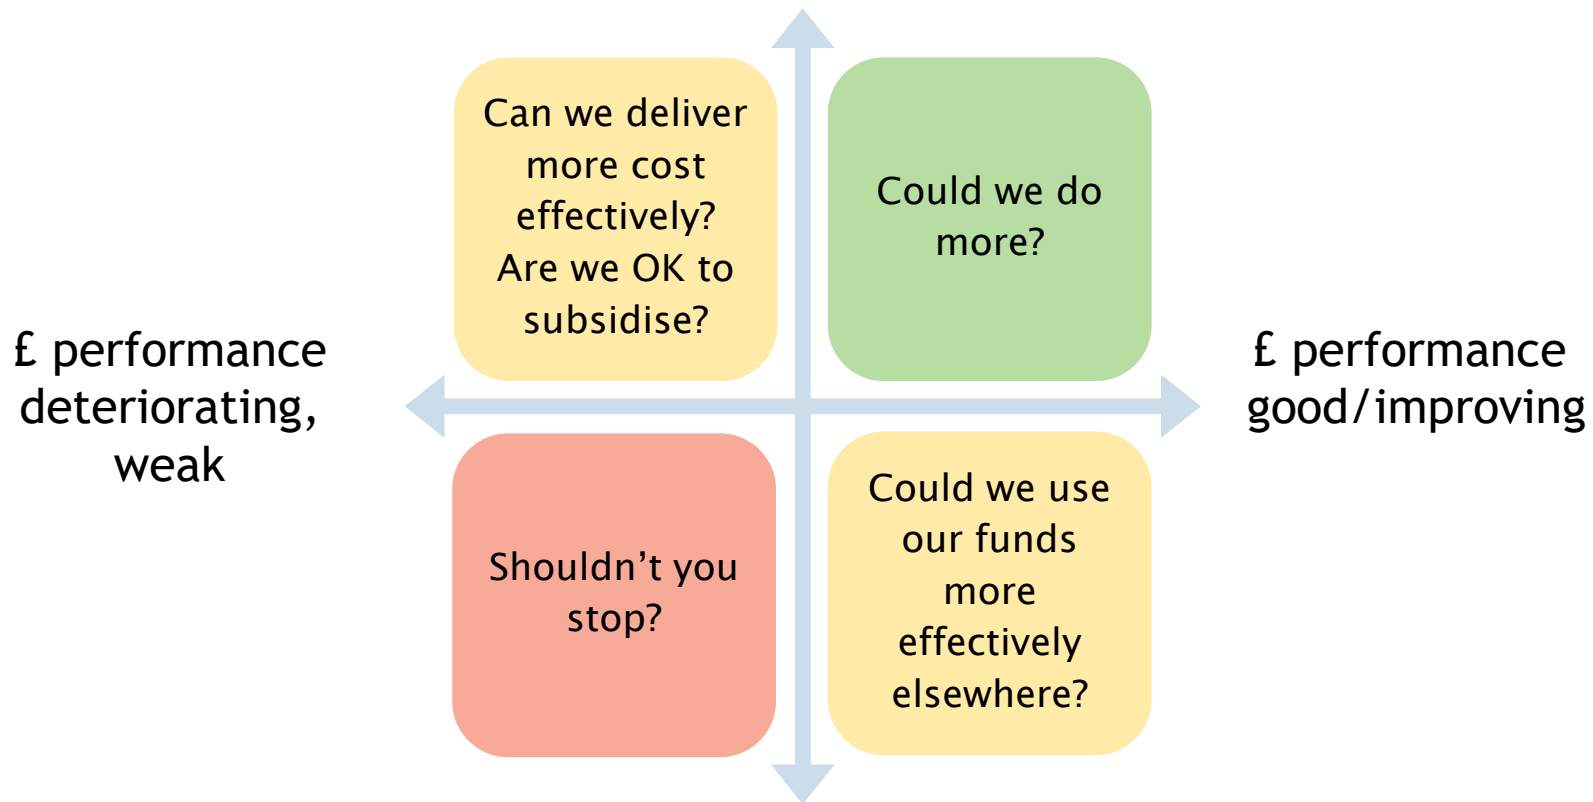 Can we deliver
more cost
effectively?
Are we OK to
subsidise?
Could we do
more?
£ performance
deteriorating,
weak
£ performance
good/improving
Shouldn’t you
stop?
Could we use
our funds
more
effectively
elsewhere?